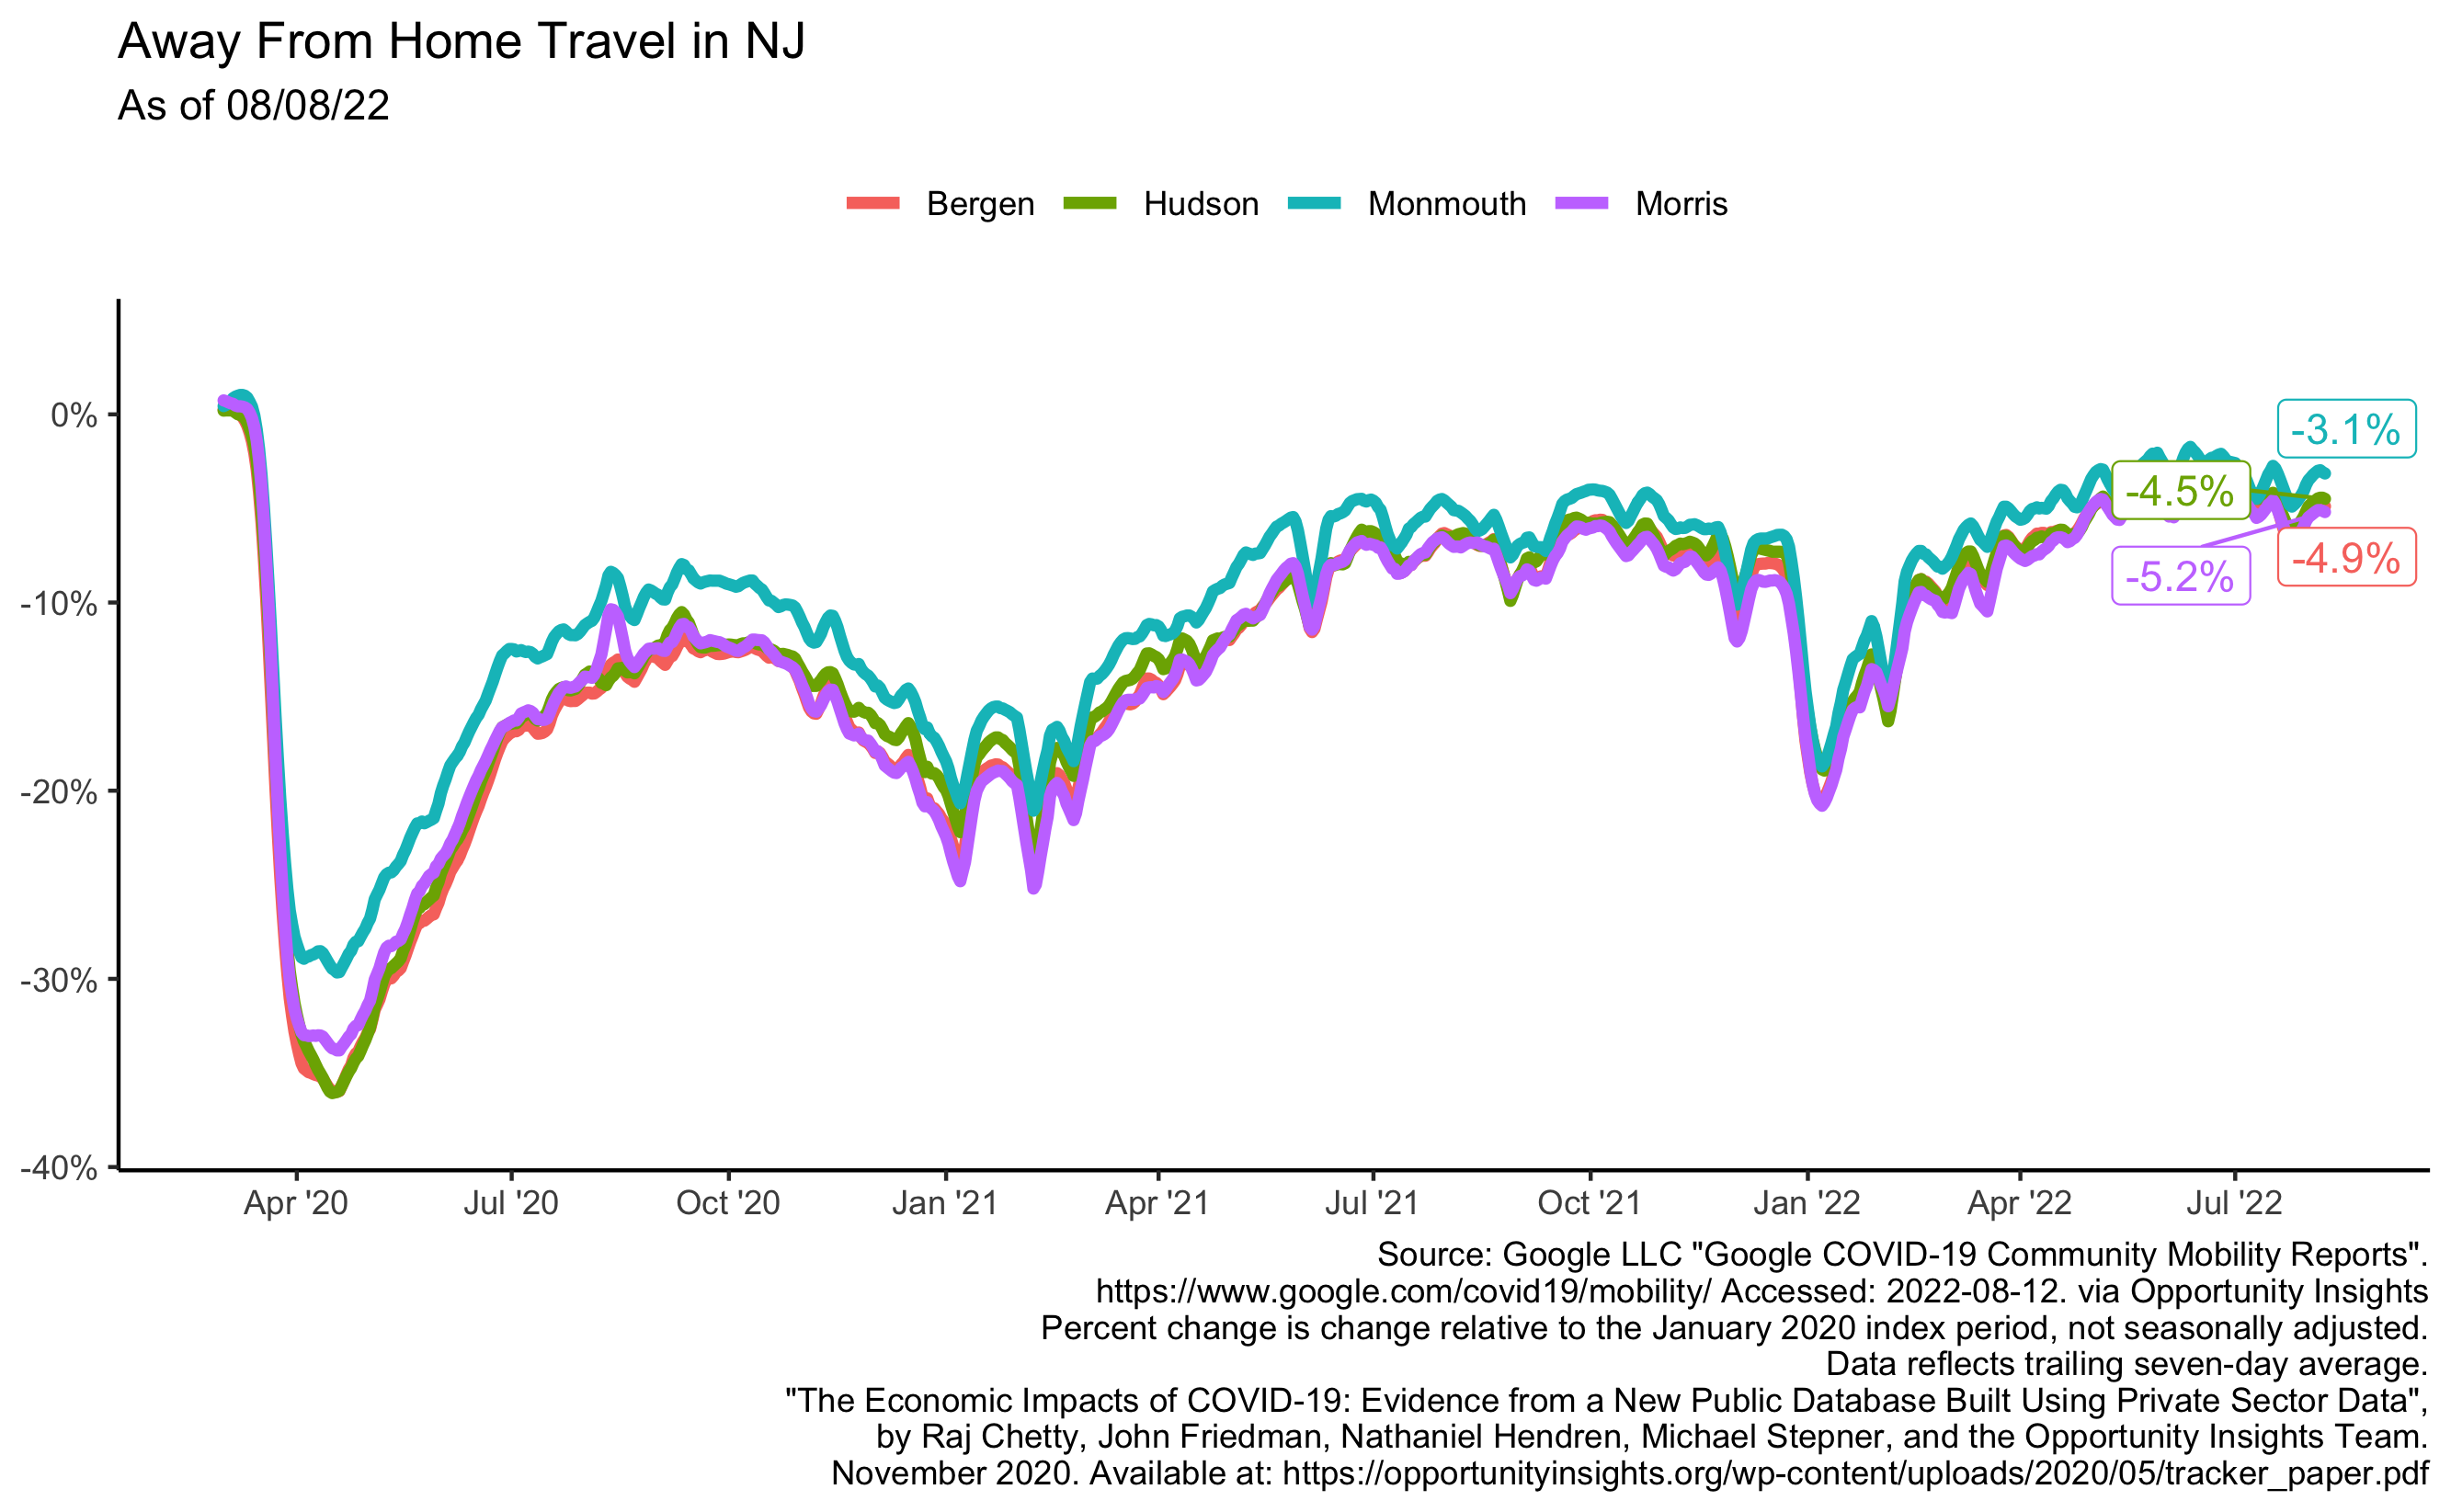 Away From Home Travel in NJ
As of 08/08/22
Bergen Hudson Monmouth Morris
0%
-10%
-20%
-30%
-40%
-3.1%
-4.5%
-4.9%
-5.2%
Apr '20 Jul '20 Oct '20 Jan '21 Apr '21 Jul '21 Oct '21 Jan '22 Apr '22 Jul '22
Source: Google LLC "Google COVID-19 Community Mobility Reports".
https://www.google.com/covid19/mobility/ Accessed: 2022-08-12. via Opportunity Insights
Percent change is change relative to the January 2020 index period, not seasonally adjusted.
Data reflects trailing seven-day average.
"The Economic Impacts of COVID-19: Evidence from a New Public Database Built Using Private Sector Data",
by Raj Chetty, John Friedman, Nathaniel Hendren, Michael Stepner, and the Opportunity Insights Team.
November 2020. Available at: https://opportunityinsights.org/wp-content/uploads/2020/05/tracker_paper.pdf